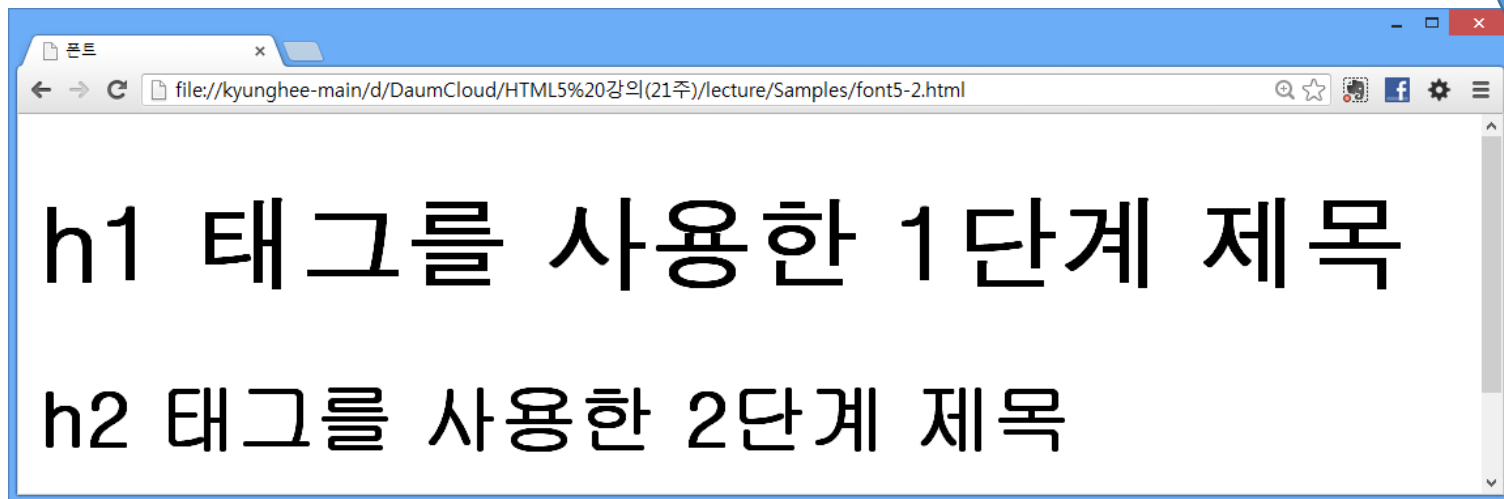 폰트
file://kyunghee-main/d/DaumCloud/HTML5%20강의(21주)/lecture/Samples/font5-2.html
h1 태그를 사용한 1단계 제목
h2 태그를 사용한 2단계 제목